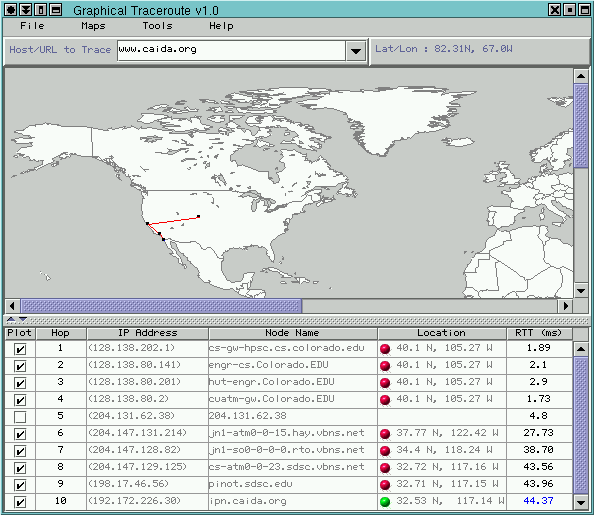 Graphical Traceroute v1.0
File Maps Tools Help
Host/URL to Trace www.caida.org Lat/Lon : 82.31N, 67.0W
Plot Hop IP Address Node Name Location RTT (ms)
1 (128.138.202.1) cs-gw-hpsc.cs.colorado.edu 40.1 N, 105.27 W 1.89
2 (128.138.80.141) engr-cs.Colorado.EDU 40.1 N, 105.27 W 2.1
3 (128.138.80.201) hut-engr.Colorado.EDU 40.1 N, 105.27 W 2.9
4 (128.138.80.2) cuatm-gw.Colorado.EDU 40.1 N, 105.27 W 1.73
5 (204.131.62.38) 204.131.62.38 4.8
6 (204.147.131.214) jn1-atm0-0-15.hay.vbns.net 37.77 N, 122.42 W 27.73
7 (204.147.128.82) jn1-so0-0-0-0.rto.vbns.net 34.4 N, 118.24 W 38.70
8 (204.147.129.125) cs-atm0-0-23.sdsc.vbns.net 32.72 N, 117.16 W 43.56
9 (198.17.46.56) pinot.sdsc.edu 32.71 N, 117.15 W 43.96
10 (192.172.226.30) ipn.caida.org 32.53 N, 117.14 W 44.37